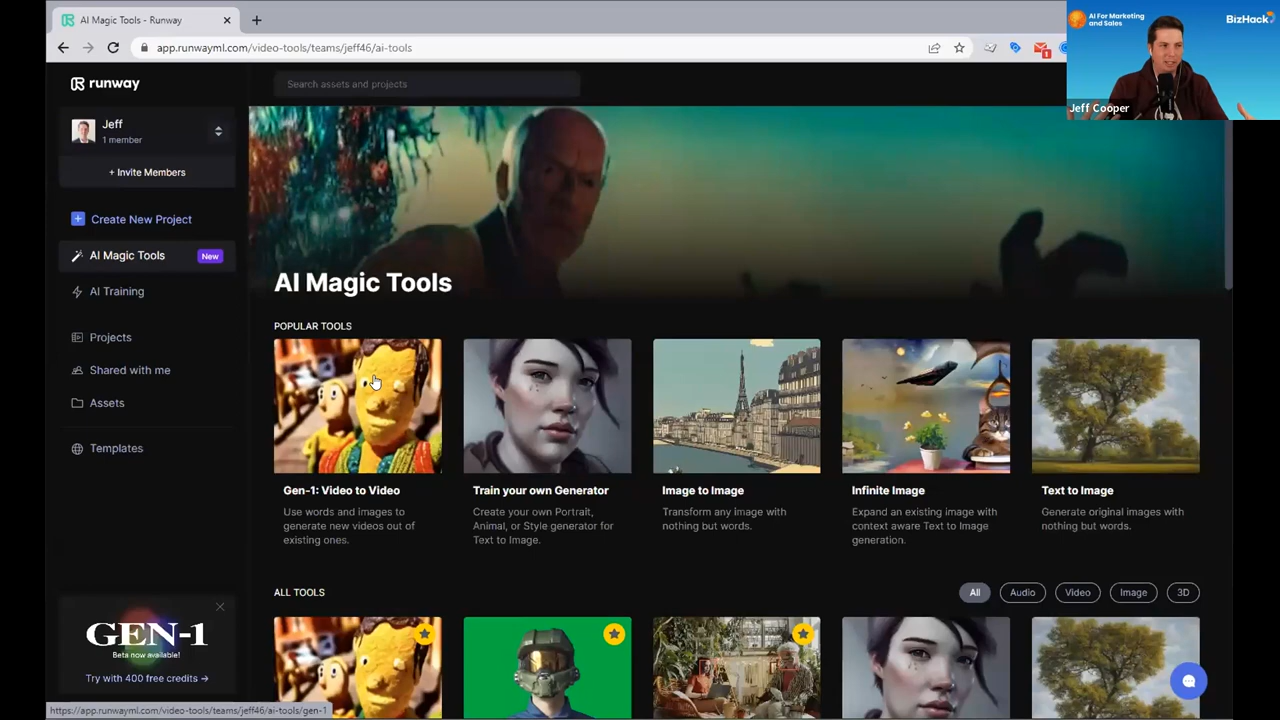 AI Magic Tools - Runway
app.runwayml.com/video-tools/teams/jeff46/ai-tools
AI For Marketing
and Sales
BizHack
Jeff Cooper
runway
Search assets and projects
Jeff
1 member
+ Invite Members
Create New Project
AI Magic Tools
New
AI Training
Projects
Shared with me
Assets
Templates
AI Magic Tools
POPULAR TOOLS
Gen-1: Video to Video
Use words and images to
generate new videos out of
existing ones.
Train your own Generator
Create your own Portrait,
Animal, or Style generator for
Text to Image.
Image to Image
Transform any image with
nothing but words.
Infinite Image
Expand an existing image with
context aware Text to Image
generation.
Text to Image
Generate original images with
nothing but words.
ALL TOOLS
All
Audio
Video
Image
3D
GEN-1
Beta now available!
Try with 400 free credits →
https://app.runwayml.com/video-tools/teams/jeff46/ai-tools/gen-1